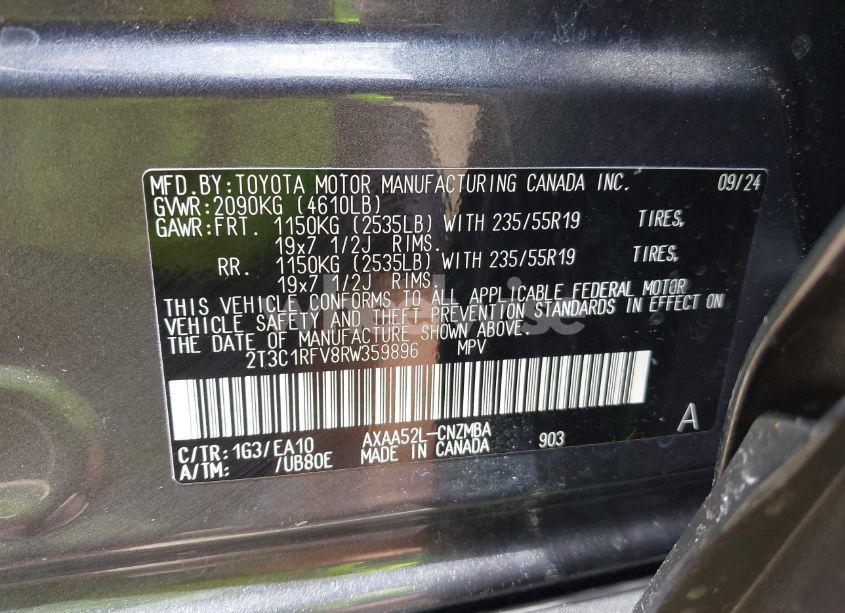 MFD.BY:TOYOTA MOTOR MANUFACTURING CANADA INC. 09/24
GVWR:2090KG (4610LB)
GAWR:FRT. 1150KG (2535LB) WITH 235/55R19 TIRES,
19x7 1/2J RIMS.
RR. 1150KG (2535LB) WITH 235/55R19 TIRES,
19x7 1/2J RIMS.
THIS VEHICLE CONFORMS TO ALL APPLICABLE FEDERAL MOTOR
VEHICLE SAFETY AND THEFT PREVENTION STANDARDS IN EFFECT ON
THE DATE OF MANUFACTURE SHOWN ABOVE.
2T3C1RFV8RW359896 MPV
A
C/TR:1G3/EA10 AXAA52L-CNZMBA 903
A/TM: /UB80E MADE IN CANADA